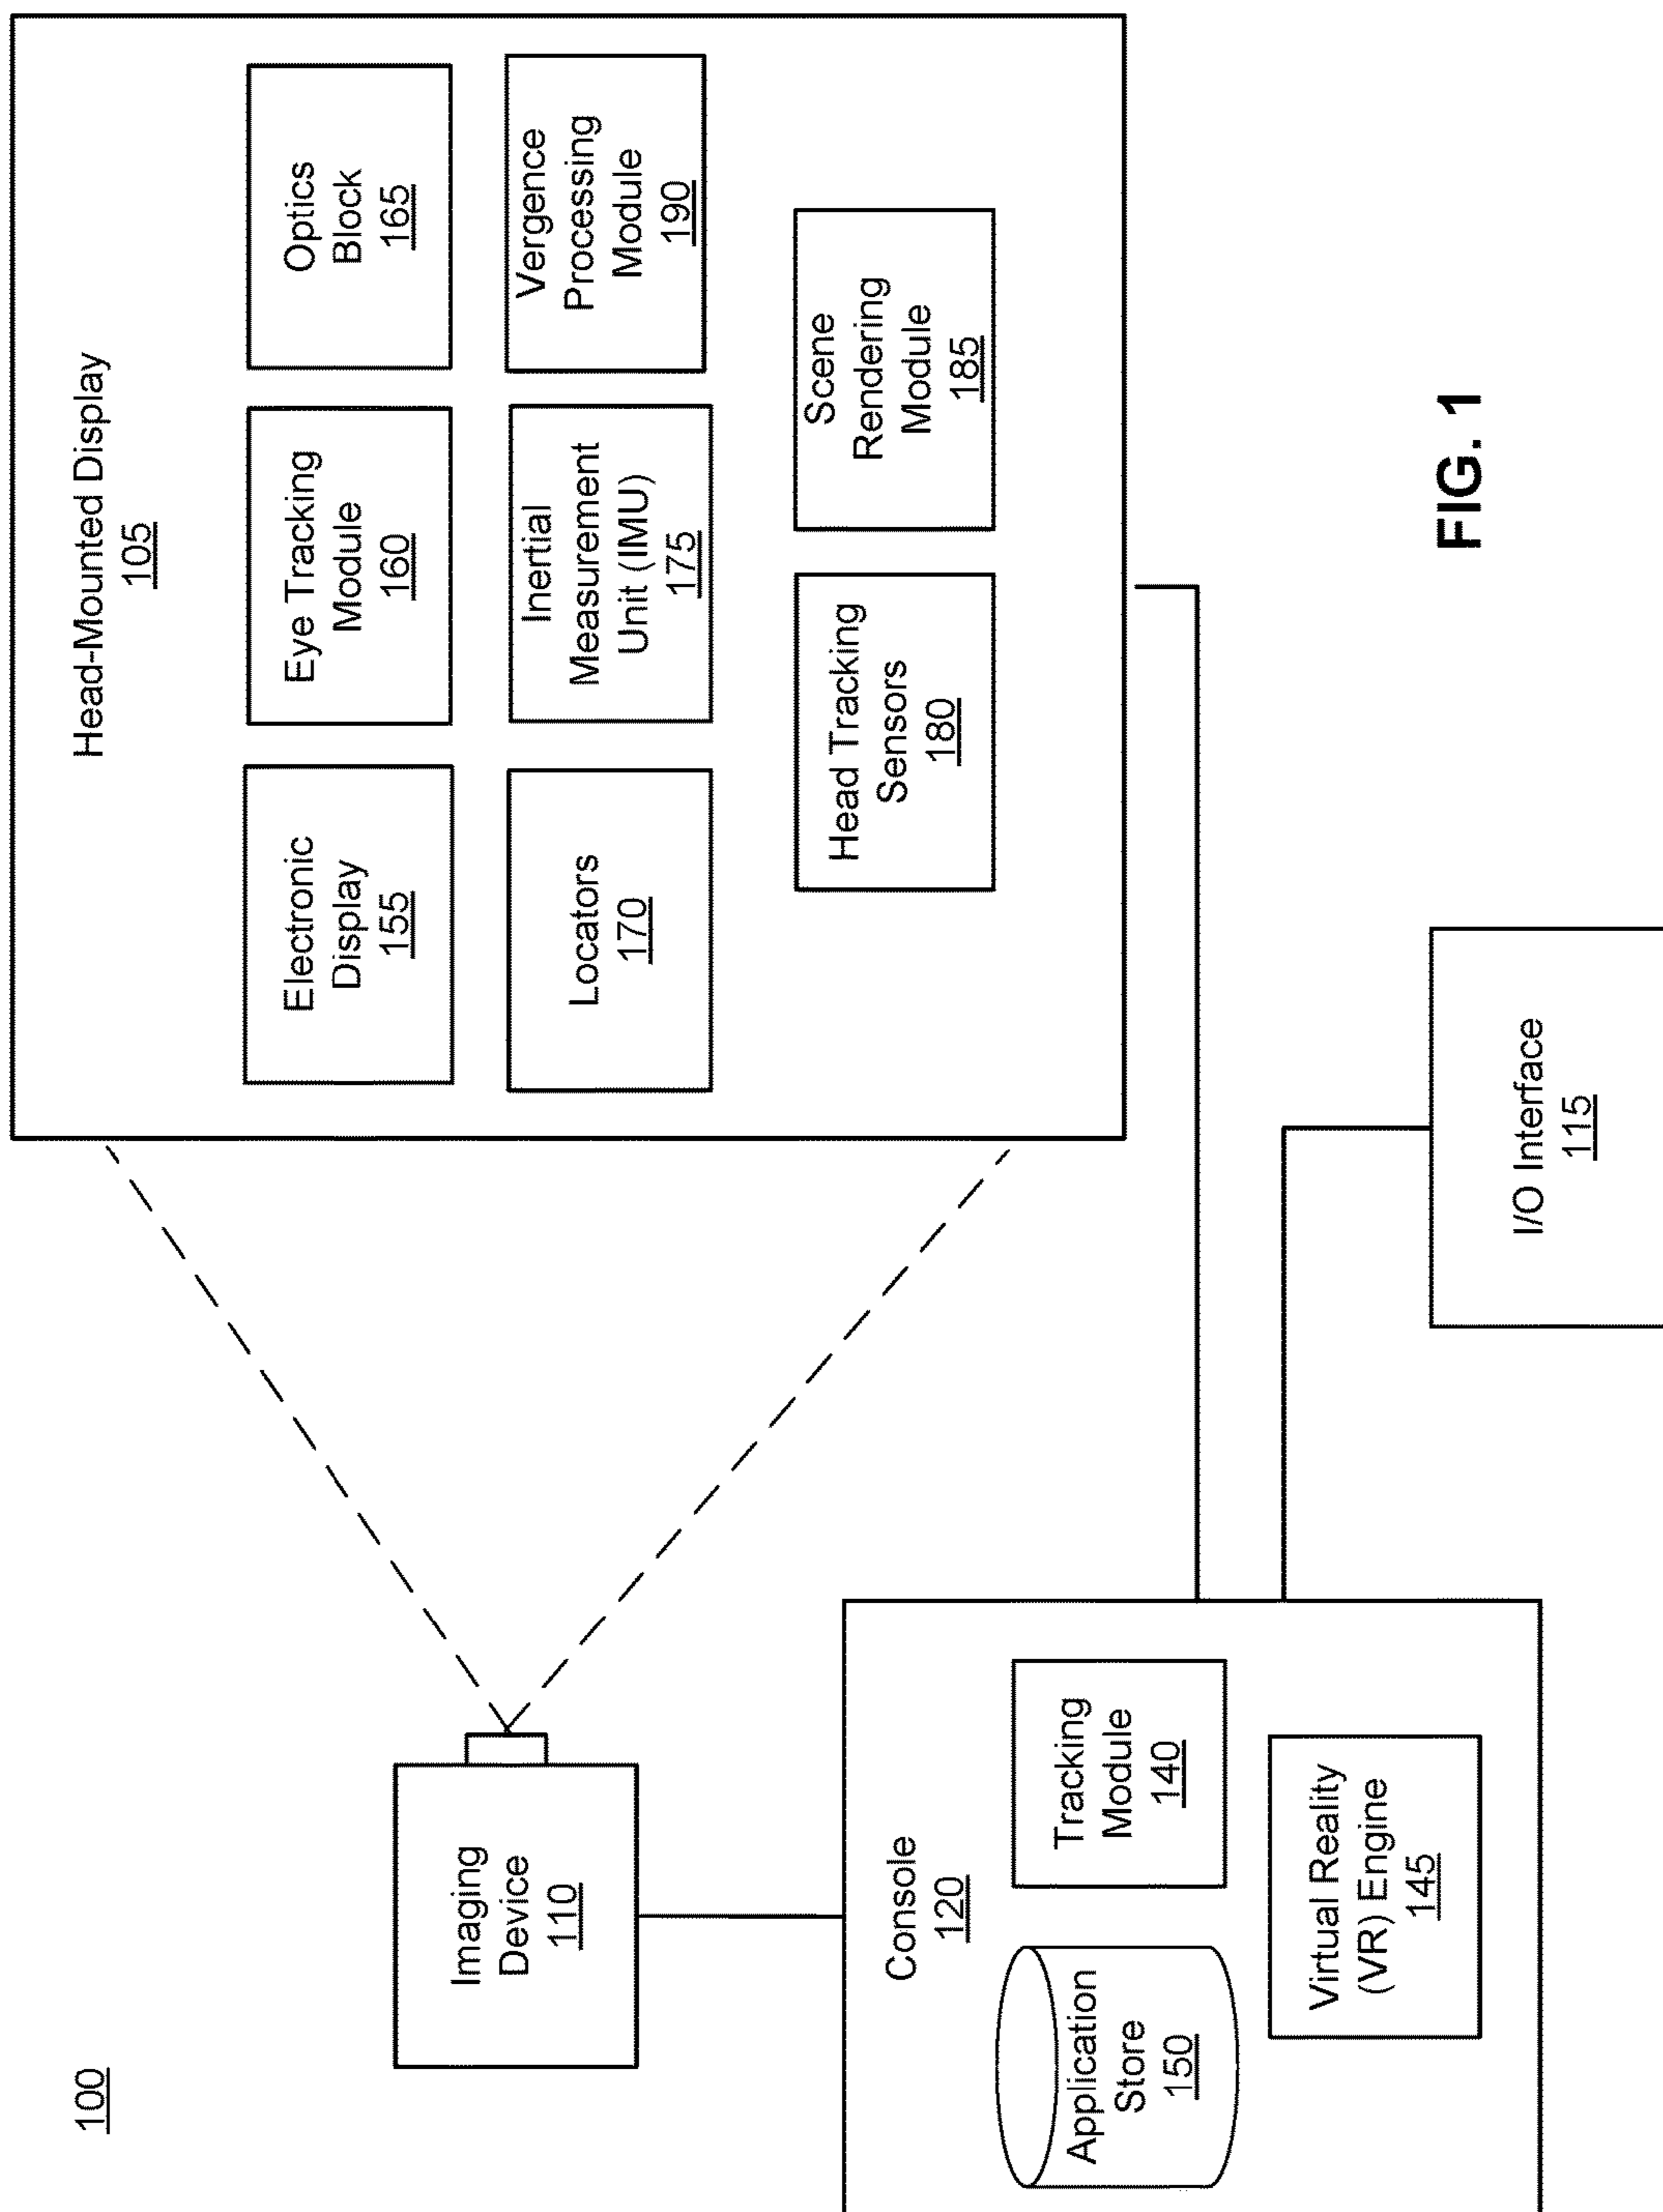 100
Head-Mounted Display
105
Electronic
Display
155
Eye Tracking
Module
160
Optics
Block
165
Locators
170
Inertial
Measurement
Unit (IMU)
175
Vergence
Processing
Module
190
Head Tracking
Sensors
180
Scene
Rendering
Module
185
Imaging
Device
110
Console
120
Application
Store
150
Tracking
Module
140
Virtual Reality
(VR) Engine
145
I/O Interface
115
FIG. 1